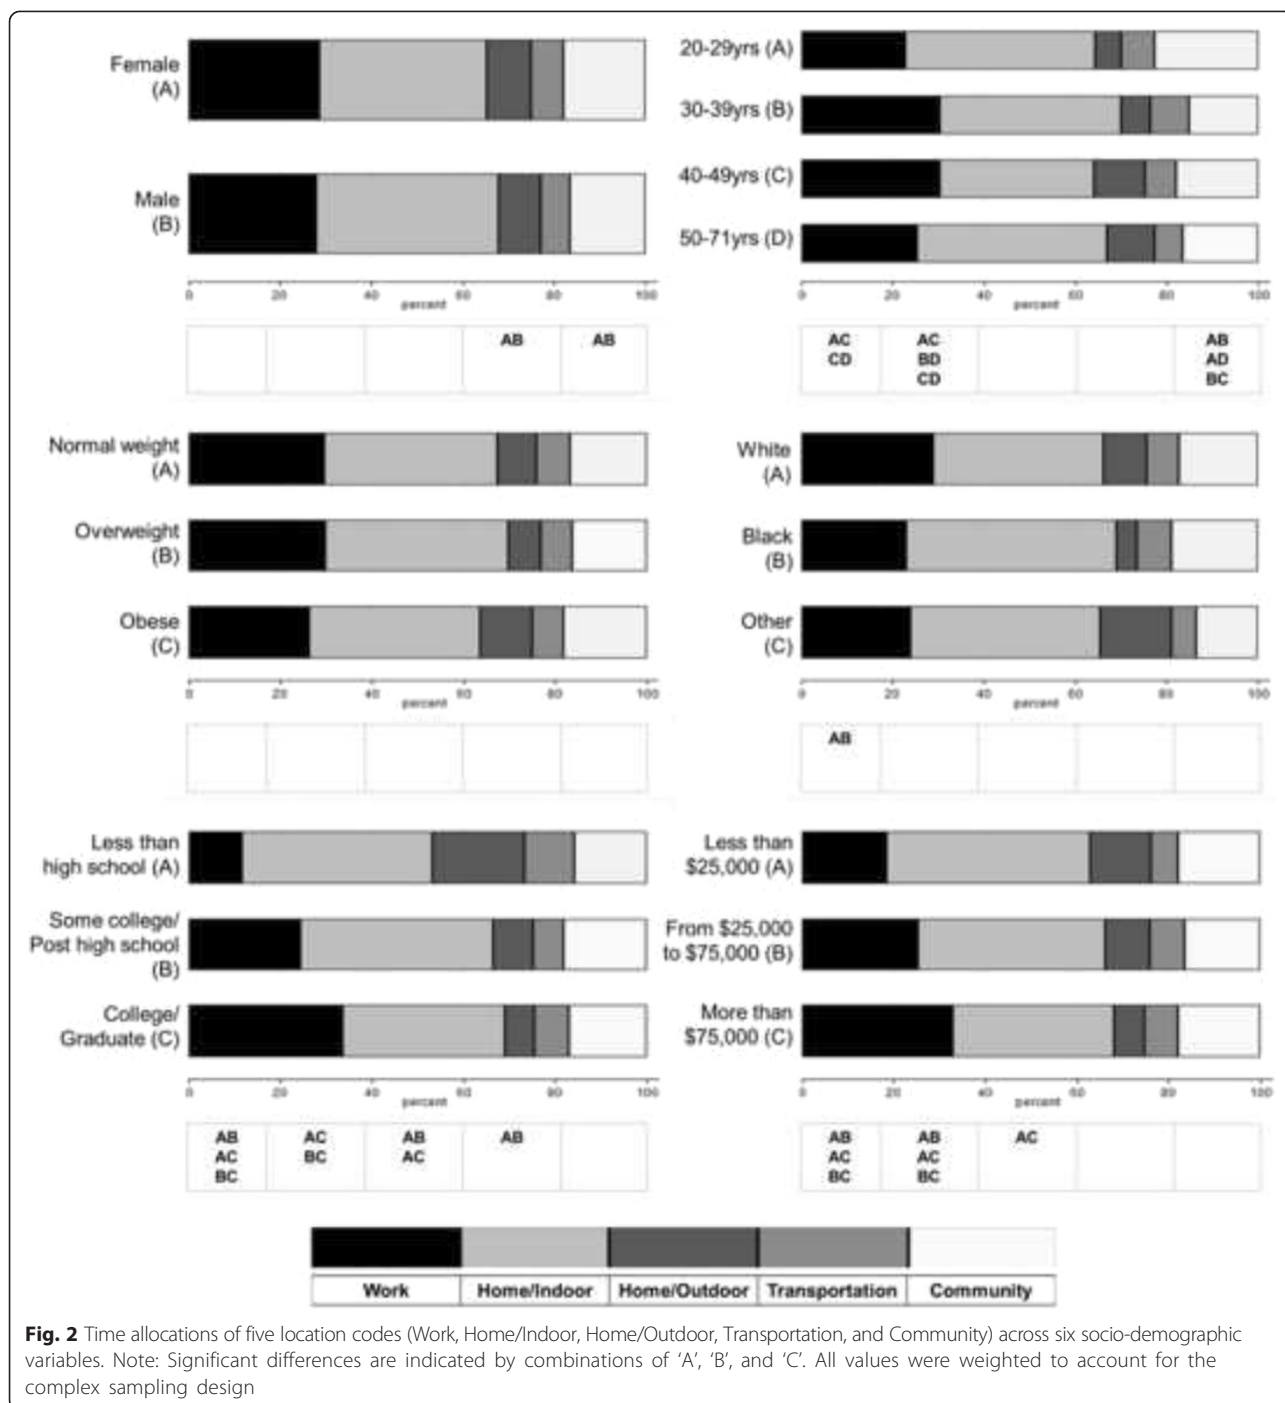 Female
(A)
Male
(B)
0 20 40 60 80 100
percent
AB AB
20-29yrs (A)
30-39yrs (B)
40-49yrs (C)
50-71yrs (D)
0 20 40 60 80 100
percent
AC AC AB
CD BD AD
CD BC
Normal weight
(A)
Overweight
(B)
Obese
(C)
0 20 40 60 80 100
percent
White
(A)
Black
(B)
Other
(C)
0 20 40 60 80 100
percent
AB
Less than
high school (A)
Some college/
Post high school
(B)
College/
Graduate (C)
0 20 40 60 80 100
percent
AB AC AB AB
AC BC AC
BC
Less than
$25,000 (A)
From $25,000
to $75,000 (B)
More than
$75,000 (C)
0 20 40 60 80 100
percent
AB AB AC
AC AC
BC BC
Work Home/Indoor Home/Outdoor Transportation Community
Fig. 2 Time allocations of five location codes (Work, Home/Indoor, Home/Outdoor, Transportation, and Community) across six socio-demographic
variables. Note: Significant differences are indicated by combinations of ‘A’, ‘B’, and ‘C’. All values were weighted to account for the
complex sampling design